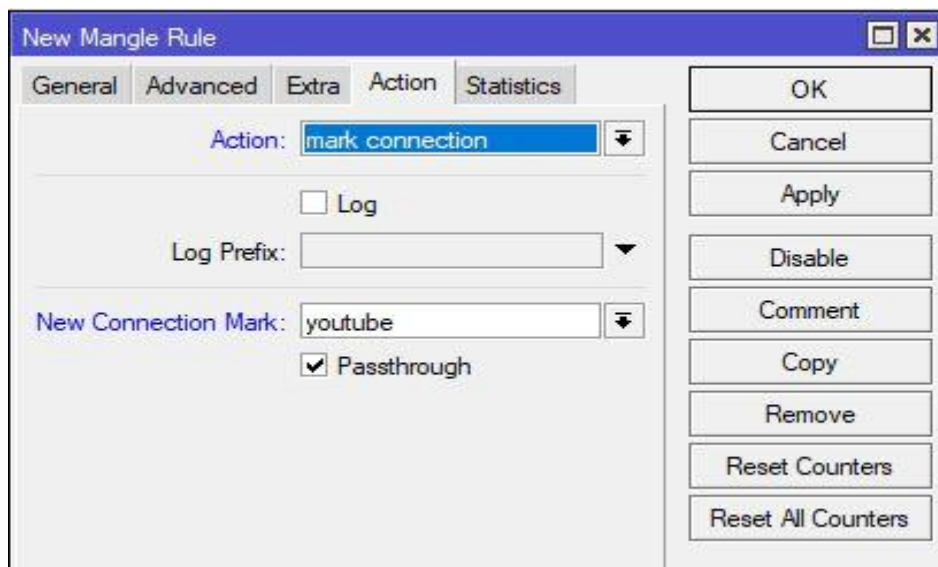 New Mangle Rule
General Advanced Extra Action Statistics
Action: mark connection
Log
Log Prefix:
New Connection Mark: youtube
Passthrough
OK
Cancel
Apply
Disable
Comment
Copy
Remove
Reset Counters
Reset All Counters